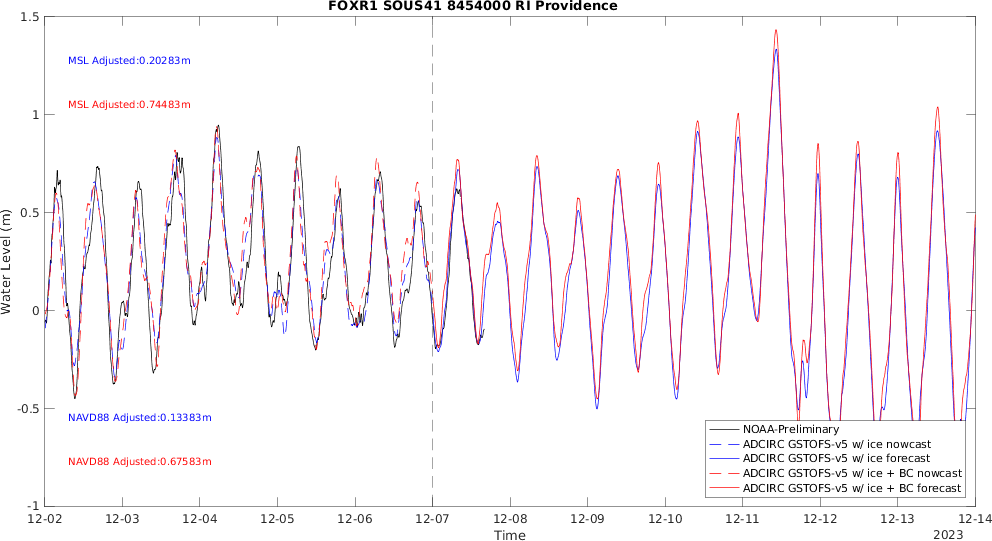 FOXR1 SOUS41 8454000 RI Providence
1.5
1
0.5
0
-0.5
-1
Water Level (m)
MSL Adjusted:0.20283m
MSL Adjusted:0.74483m
NAVD88 Adjusted:0.13383m
NAVD88 Adjusted:0.67583m
NOAA-Preliminary
ADCIRC GSTOFS-v5 w/ ice nowcast
ADCIRC GSTOFS-v5 w/ ice forecast
ADCIRC GSTOFS-v5 w/ ice + BC nowcast
ADCIRC GSTOFS-v5 w/ ice + BC forecast
12-02 12-03 12-04 12-05 12-06 12-07 12-08 12-09 12-10 12-11 12-12 12-13 12-14
Time
2023